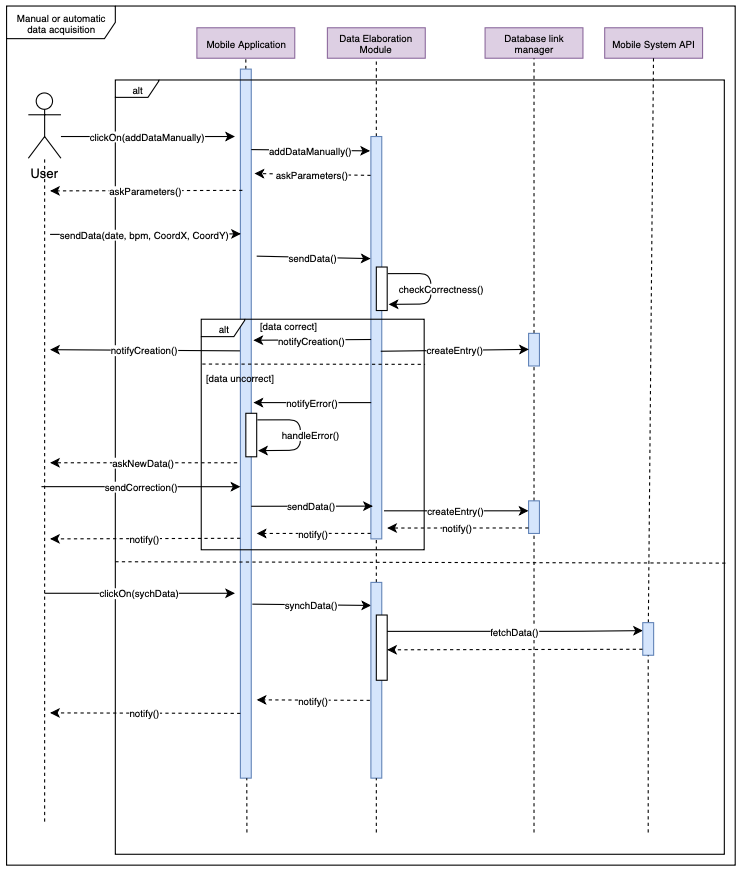 Manual or automatic
data acquisition
Mobile Application
Data Elaboration
Module
Database link
manager
Mobile System API
alt
User
clickOn(addDataManually)
addDataManually()
askParameters()
askParameters()
sendData(date, bpm, CoordX, CoordY)
sendData()
checkCorrectness()
alt
[data correct]
notifyCreation()
notifyCreation()
createEntry()
[data uncorrect]
notifyError()
handleError()
askNewData()
sendCorrection()
sendData()
createEntry()
notify()
notify()
notify()
clickOn(sychData)
synchData()
fetchData()
notify()
notify()